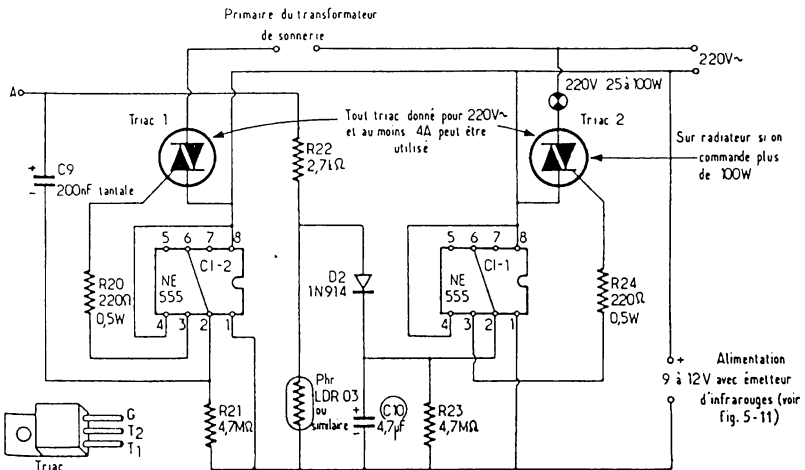 Primaire du transformateur
de sonnerie
220V~
220V 25 à 100W
A
Triac 1
Tout triac donné pour 220V~
et au moins 4A peut être
utilisé
Triac 2
Sur radiateur si on
commande plus
de 100W
R22
2,7kΩ
+
C9
200nF tantale
-
5 6 7 8
CI-2
NE
555
4 3 2 1
R20
220Ω
0,5W
D2
1N914
5 6 7 8
CI-1
NE
555
4 3 2 1
R24
220Ω
0,5W
+
Alimentation
9 à 12V avec émetteur
d'infrarouges (voir
fig. 5-11)
G
T2
T1
Triac
R21
4,7MΩ
Phr
LDR 03
ou
similaire
+
C10
4,7µF
-
R23
4,7MΩ